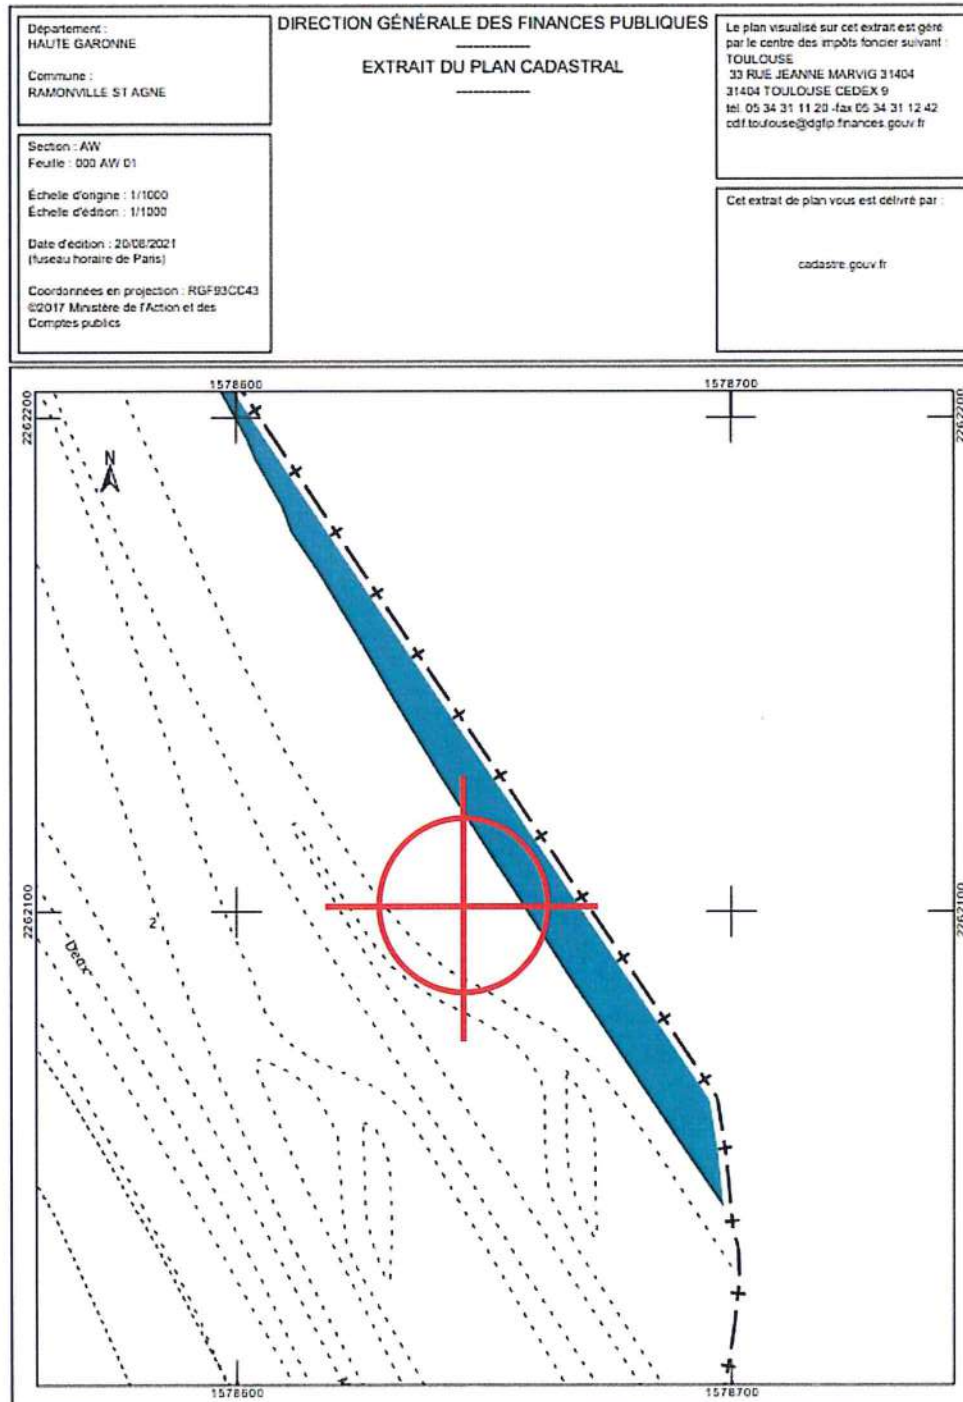 Département :
HAUTE GARONNE
Commune :
RAMONVILLE ST AGNE
Section : AW
Feuille : 000 AW 01
Échelle d'origine : 1/1000
Échelle d'édition : 1/1000
Date d'édition : 20/08/2021
(fuseau horaire de Paris)
Coordonnées en projection : RGF93CC43
©2017 Ministère de l'Action et des
Comptes publics
DIRECTION GÉNÉRALE DES FINANCES PUBLIQUES
EXTRAIT DU PLAN CADASTRAL
Le plan visualisé sur cet extrait est géré
par le centre des impôts foncier suivant :
TOULOUSE
33 RUE JEANNE MARVIG 31404
31404 TOULOUSE CEDEX 9
tél. 05 34 31 11 20 -fax 05 34 31 12 42
cdif.toulouse@dgfip.finances.gouv.fr
Cet extrait de plan vous est délivré par :
cadastre.gouv.fr
1578600
1578700
2262200
2262200
N
2262100
2262100
2
Deax
1578600
1578700